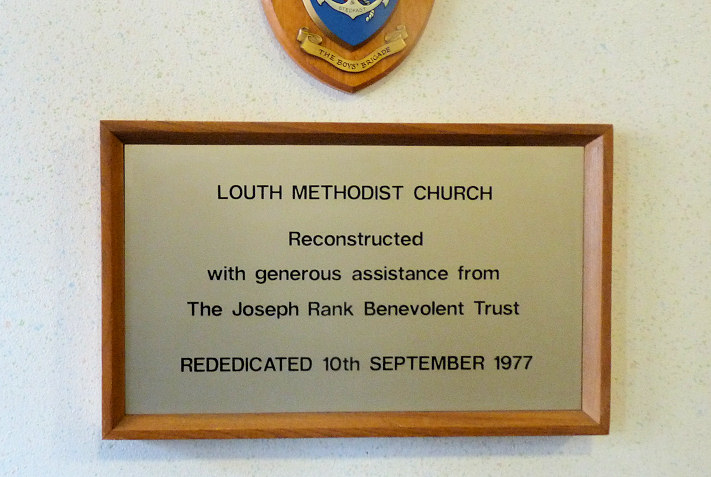 & 
STEDFAST
THE BOYS' BRIGADE
LOUTH METHODIST CHURCH
Reconstructed
with generous assistance from
The Joseph Rank Benevolent Trust
REDEDICATED 10th SEPTEMBER 1977